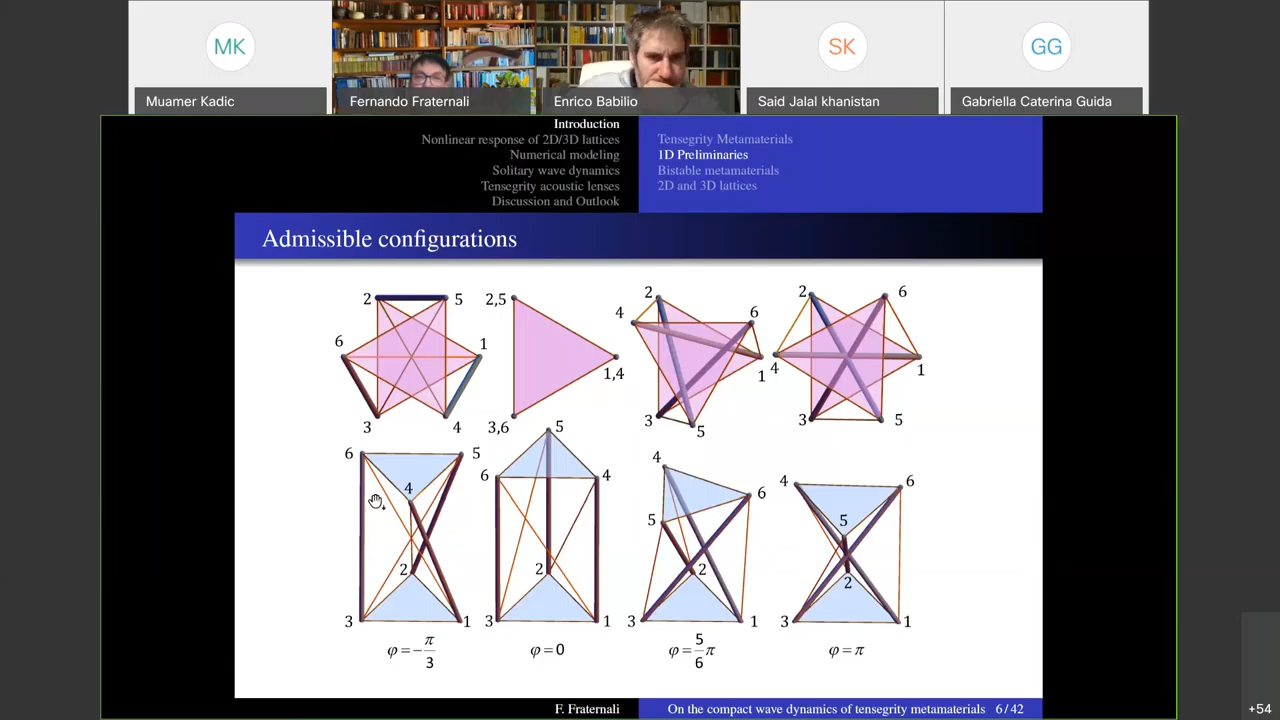 MK
SK
GG
Muamer Kadic
Fernando Fraternali
Enrico Babilio
Said Jalal khanistan
Gabriella Caterina Guida
Introduction
Nonlinear response of 2D/3D lattices
Numerical modeling
Solitary wave dynamics
Tensegrity acoustic lenses
Discussion and Outlook
Tensegrity Metamaterials
1D Preliminaries
Bistable metamaterials
2D and 3D lattices
Admissible configurations
2 5
6 1
3 4
2,5
1,4
3,6
2
4 6
1
3 5
2 6
4 1
3 5
6 5
4
2
3 1
5
6 4
2
3 1
4
6
5
2
3 1
4 6
5
2
3 1
φ = − π/3
φ = 0
φ = 5/6 π
φ = π
F. Fraternali
On the compact wave dynamics of tensegrity metamaterials 6 / 42
+54